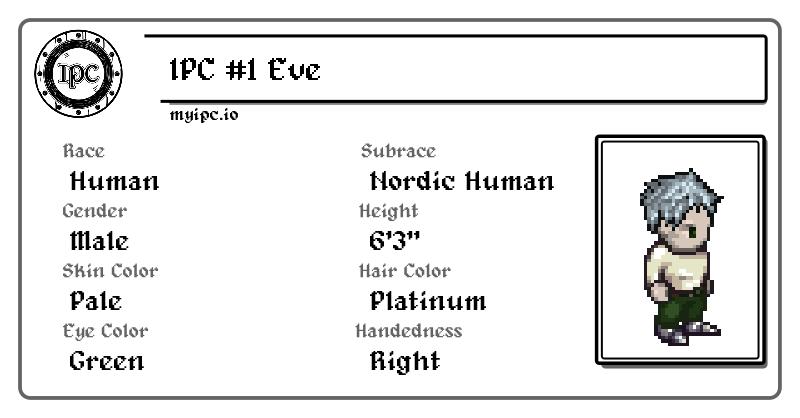 IPC
IPC #1 Eve
myipc.io
Race
Human
Subrace
Nordic Human
Gender
Male
Height
6'3"
Skin Color
Pale
Hair Color
Platinum
Eye Color
Green
Handedness
Right